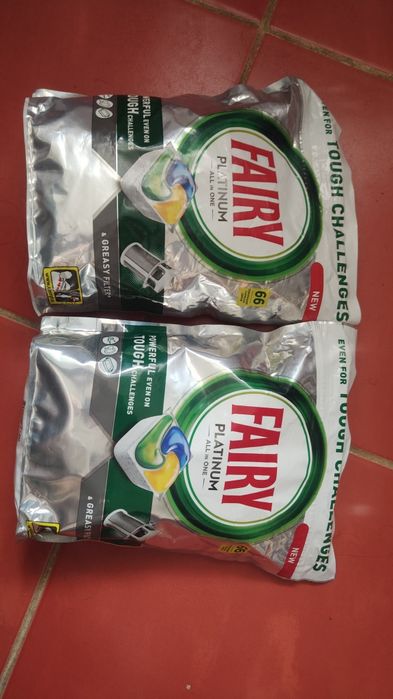 EVEN FOR TOUGH CHALLENGES
FAIRY
PLATINUM
ALL IN ONE
NEW
66
POWERFUL EVEN ON
TOUGH CHALLENGES
& GREASY FILTER
EVEN FOR TOUGH CHALLENGES
FAIRY
PLATINUM
ALL IN ONE
NEW
POWERFUL EVEN ON
TOUGH CHALLENGES
& GREASY